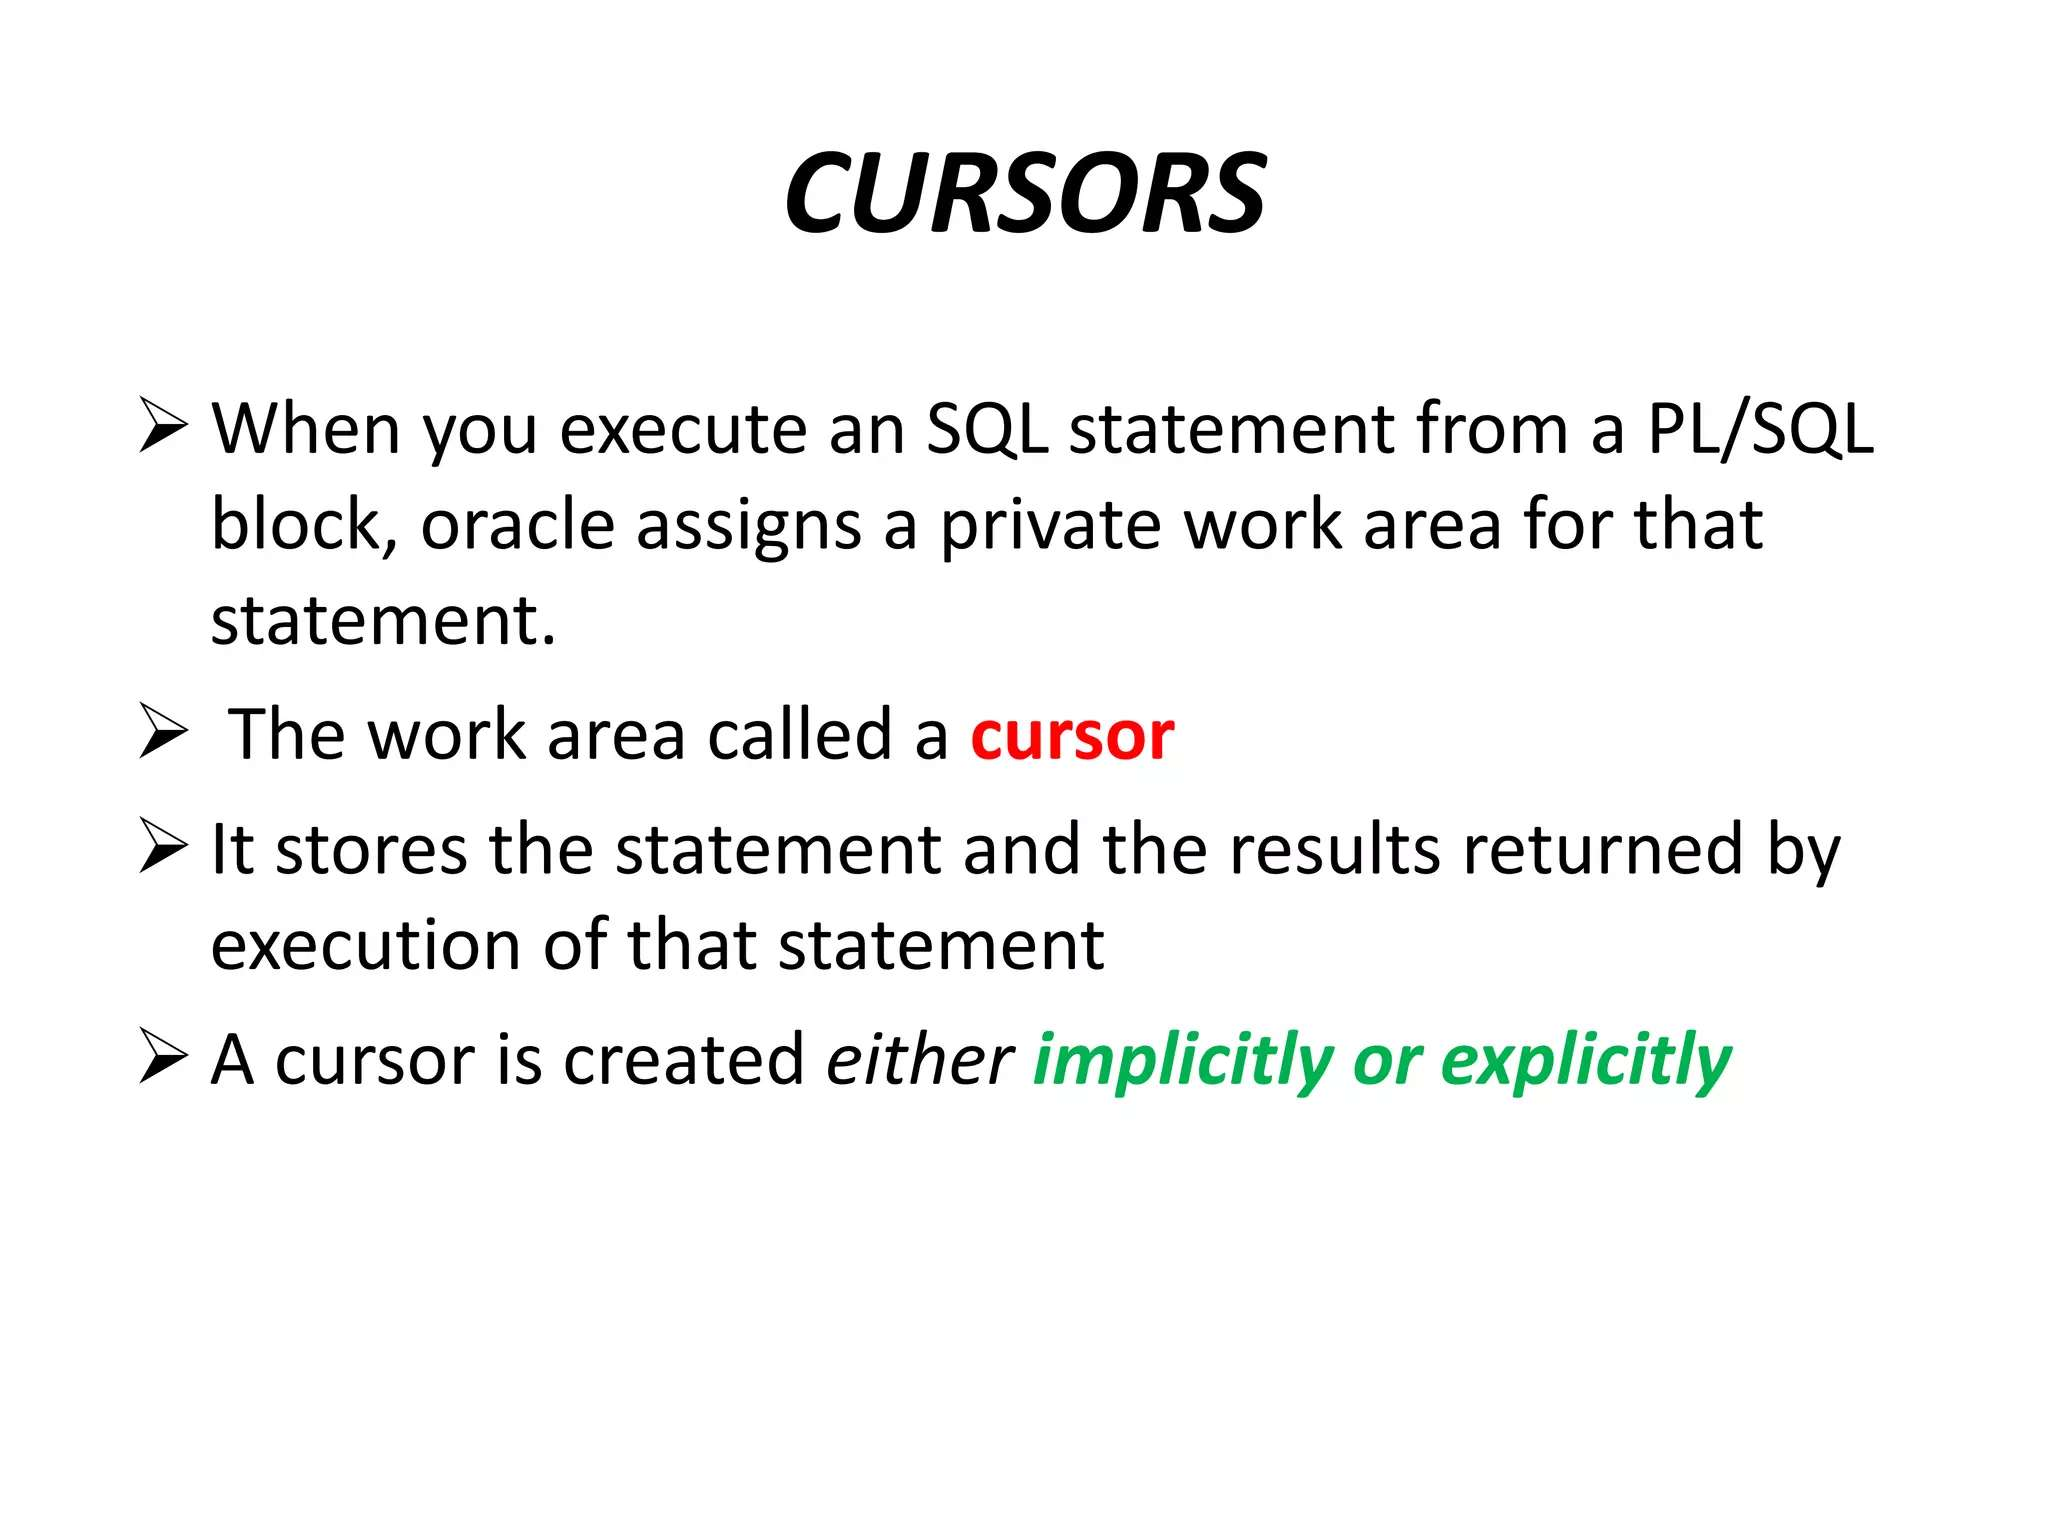 CURSORS
When you execute an SQL statement from a PL/SQL
block, oracle assigns a private work area for that
statement.
The work area called a cursor
It stores the statement and the results returned by
execution of that statement
A cursor is created either implicitly or explicitly